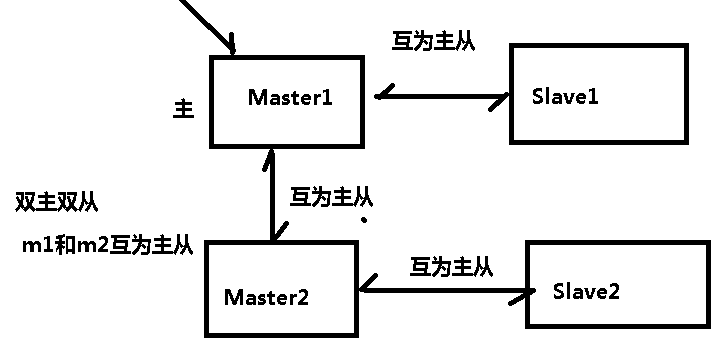 互为主从
Master1
Slave1
主
互为主从
双主双从
m1和m2互为主从
互为主从
Master2
Slave2